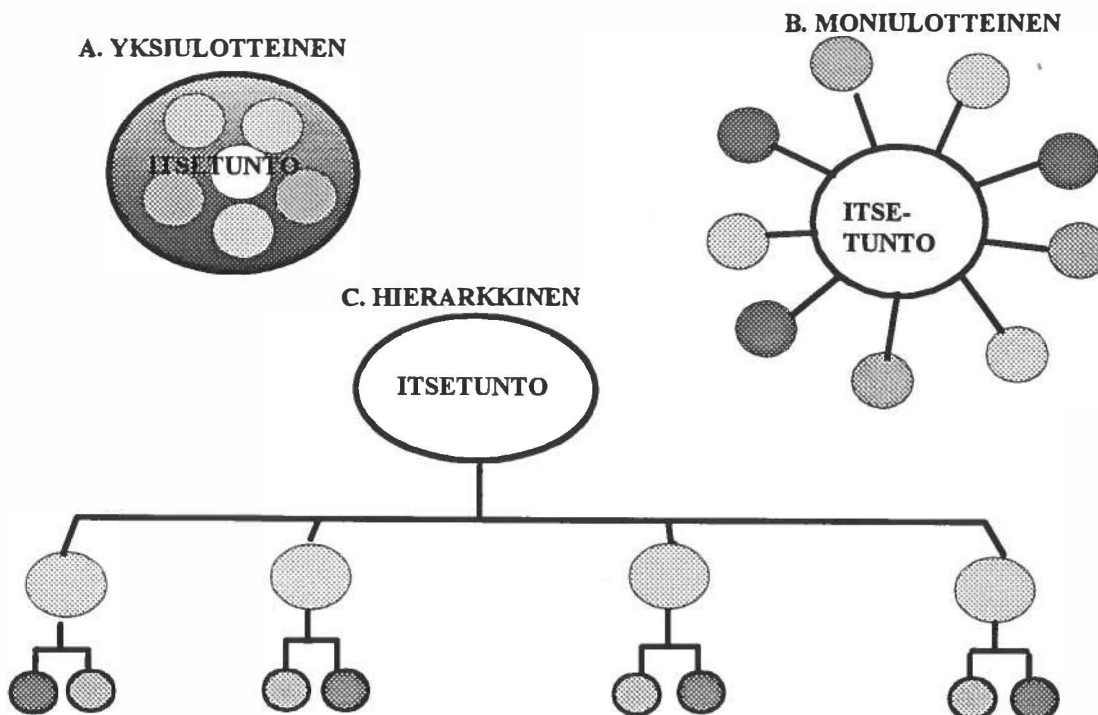 A. YKSIULOTTEINEN
ITSETUNTO
B. MONIULOTTEINEN
ITSE-
TUNTO
C. HIERARKKINEN
ITSETUNTO